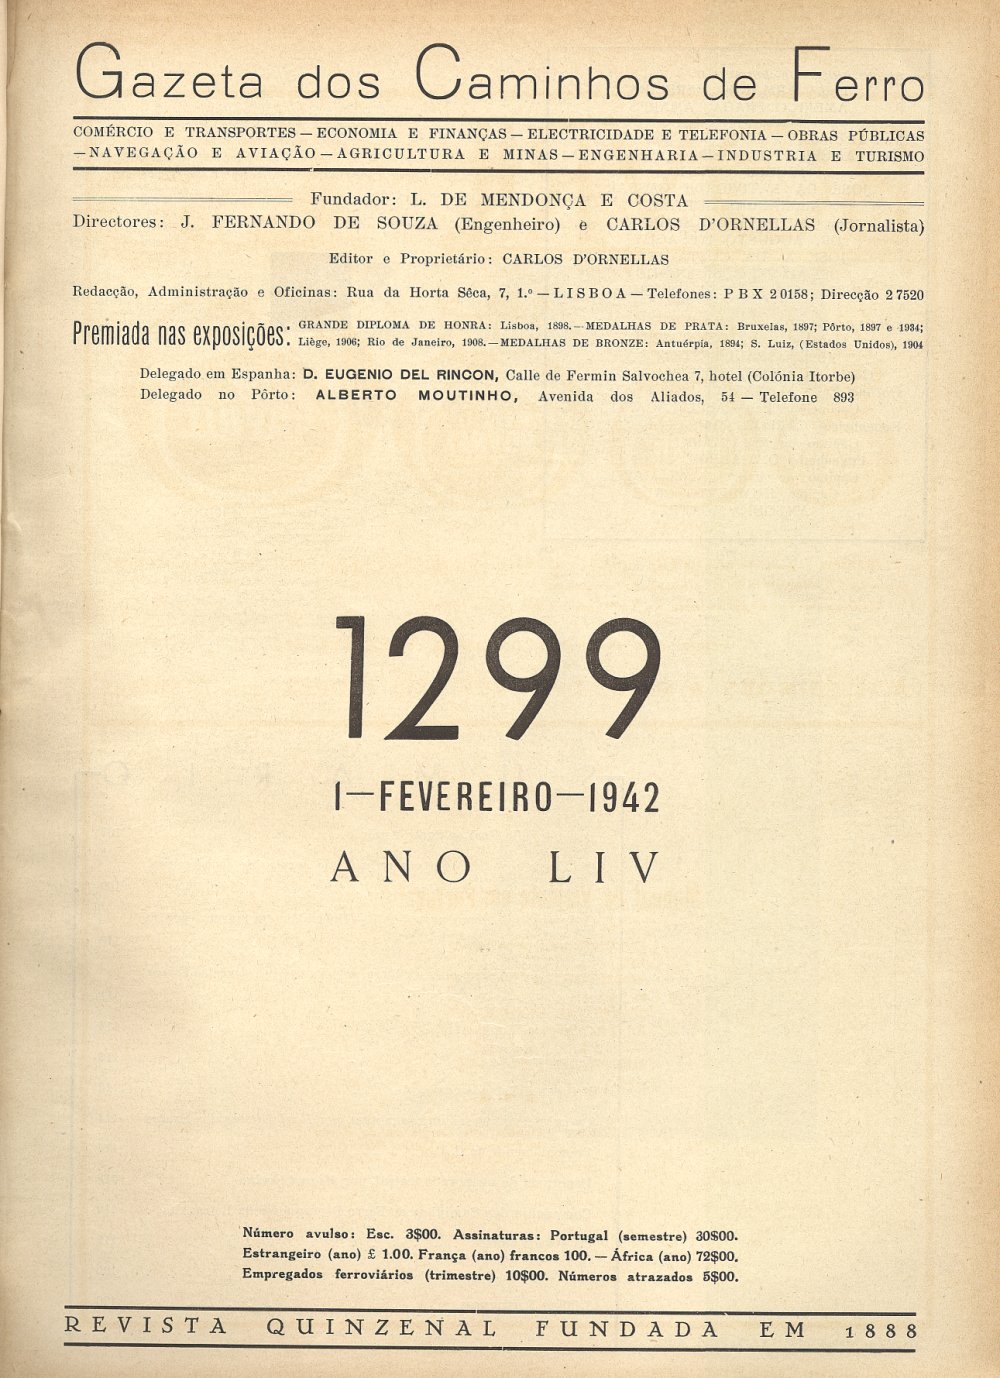 Gazeta dos Caminhos de Ferro
COMÉRCIO E TRANSPORTES — ECONOMIA E FINANÇAS — ELECTRICIDADE E TELEFONIA — OBRAS PÚBLICAS
— NAVEGAÇÃO E AVIAÇÃO — AGRICULTURA E MINAS — ENGENHARIA — INDUSTRIA E TURISMO
Fundador: L. DE MENDONÇA E COSTA
Directores: J. FERNANDO DE SOUZA (Engenheiro) e CARLOS D'ORNELLAS (Jornalista)
Editor e Proprietário: CARLOS D'ORNELLAS
Redacção, Administração e Oficinas: Rua da Horta Sêca, 7, 1.º — LISBOA — Telefones: P B X 2 0158; Direcção 2 7520
Premiada nas exposições: GRANDE DIPLOMA DE HONRA: Lisboa, 1898. — MEDALHAS DE PRATA: Bruxelas, 1897; Pôrto, 1897 e 1934;
Liège, 1906; Rio de Janeiro, 1908. — MEDALHAS DE BRONZE: Antuérpia, 1894; S. Luiz, (Estados Unidos), 1904
Delegado em Espanha: D. EUGENIO DEL RINCON, Calle de Fermin Salvochea 7, hotel (Colónia Itorbe)
Delegado no Pôrto: ALBERTO MOUTINHO, Avenida dos Aliados, 54 — Telefone 893
1299
1—FEVEREIRO—1942
ANO LIV
Número avulso: Esc. 3$00. Assinaturas: Portugal (semestre) 30$00.
Estrangeiro (ano) £ 1.00. França (ano) francos 100. — África (ano) 72$00.
Empregados ferroviários (trimestre) 10$00. Números atrazados 5$00.
REVISTA QUINZENAL FUNDADA EM 1888